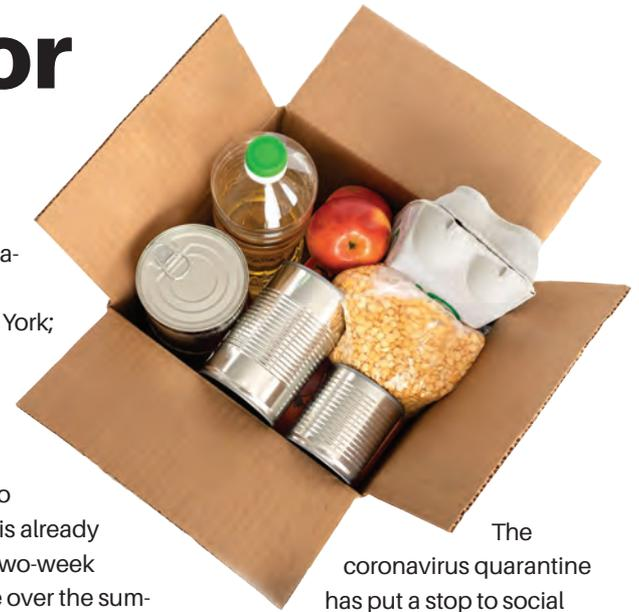 or
a-
York;
o
is already
wo-week
e over the sum-
The
coronavirus quarantine
has put a stop to social